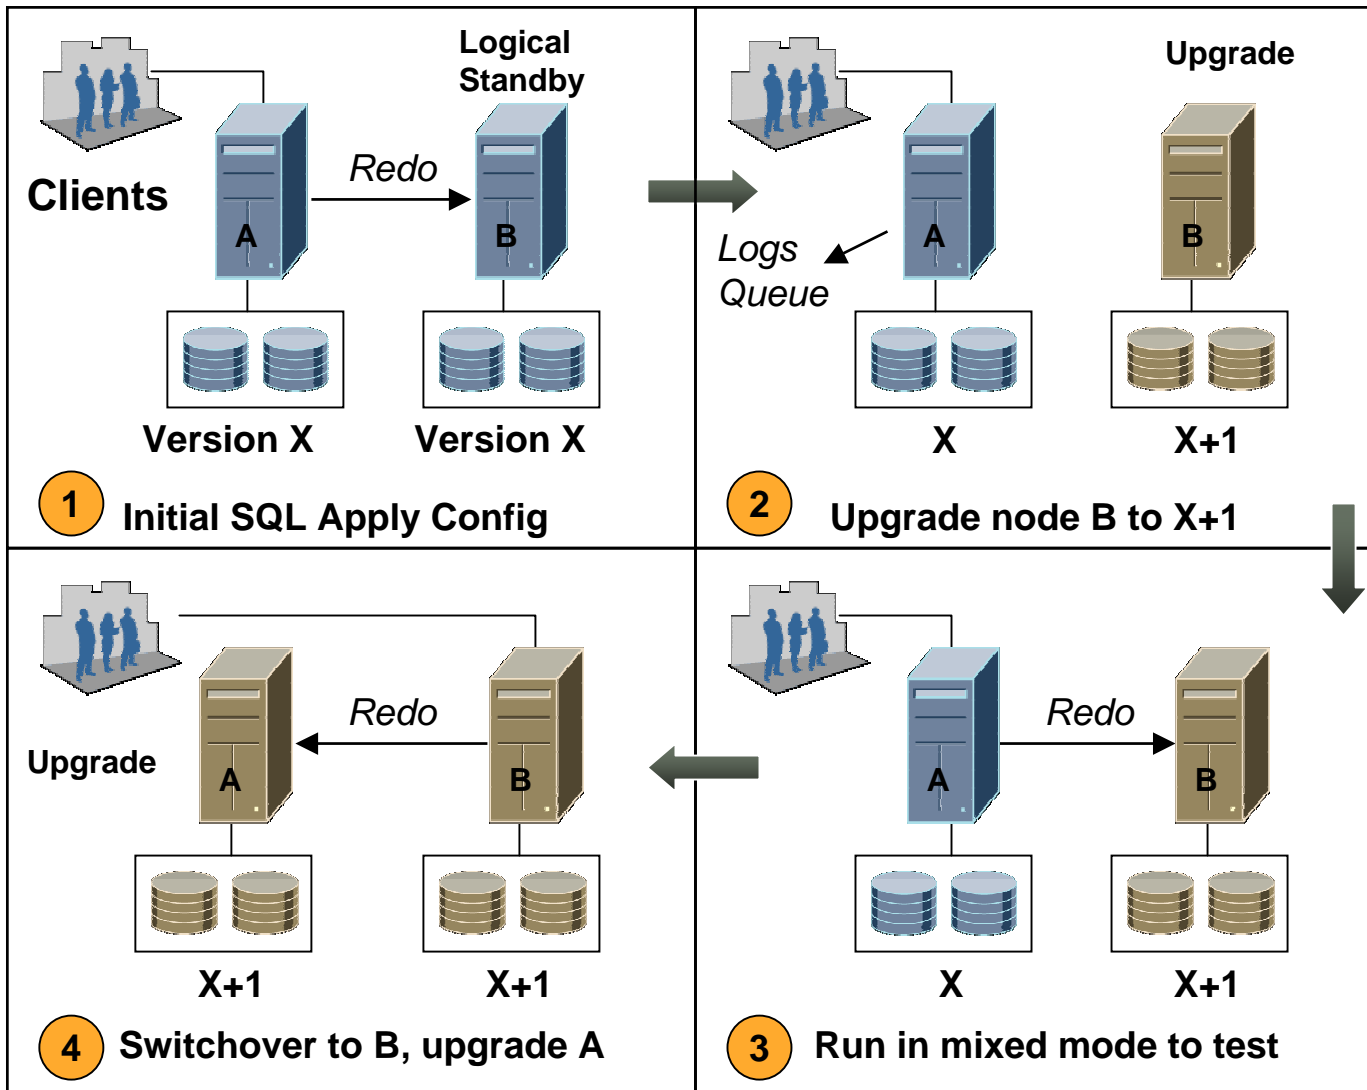 Logical
Standby
Clients
Redo
A
B
Version X
Version X
1
Initial SQL Apply Config
Upgrade
Logs
Queue
A
B
X
X+1
2
Upgrade node B to X+1
Redo
A
B
X
X+1
3
Run in mixed mode to test
Upgrade
Redo
A
B
X+1
X+1
4
Switchover to B, upgrade A